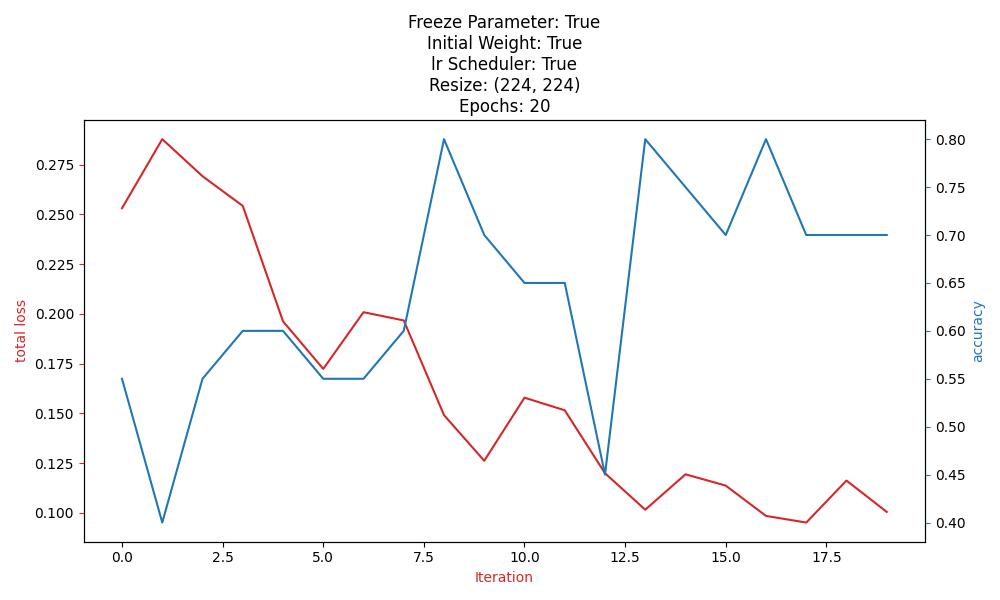 Freeze Parameter: True
Initial Weight: True
lr Scheduler: True
Resize: (224, 224)
Epochs: 20
total loss
0.275
0.250
0.225
0.200
0.175
0.150
0.125
0.100
0.80
0.75
0.70
0.65
0.60
0.55
0.50
0.45
0.40
accuracy
0.0 2.5 5.0 7.5 10.0 12.5 15.0 17.5
Iteration